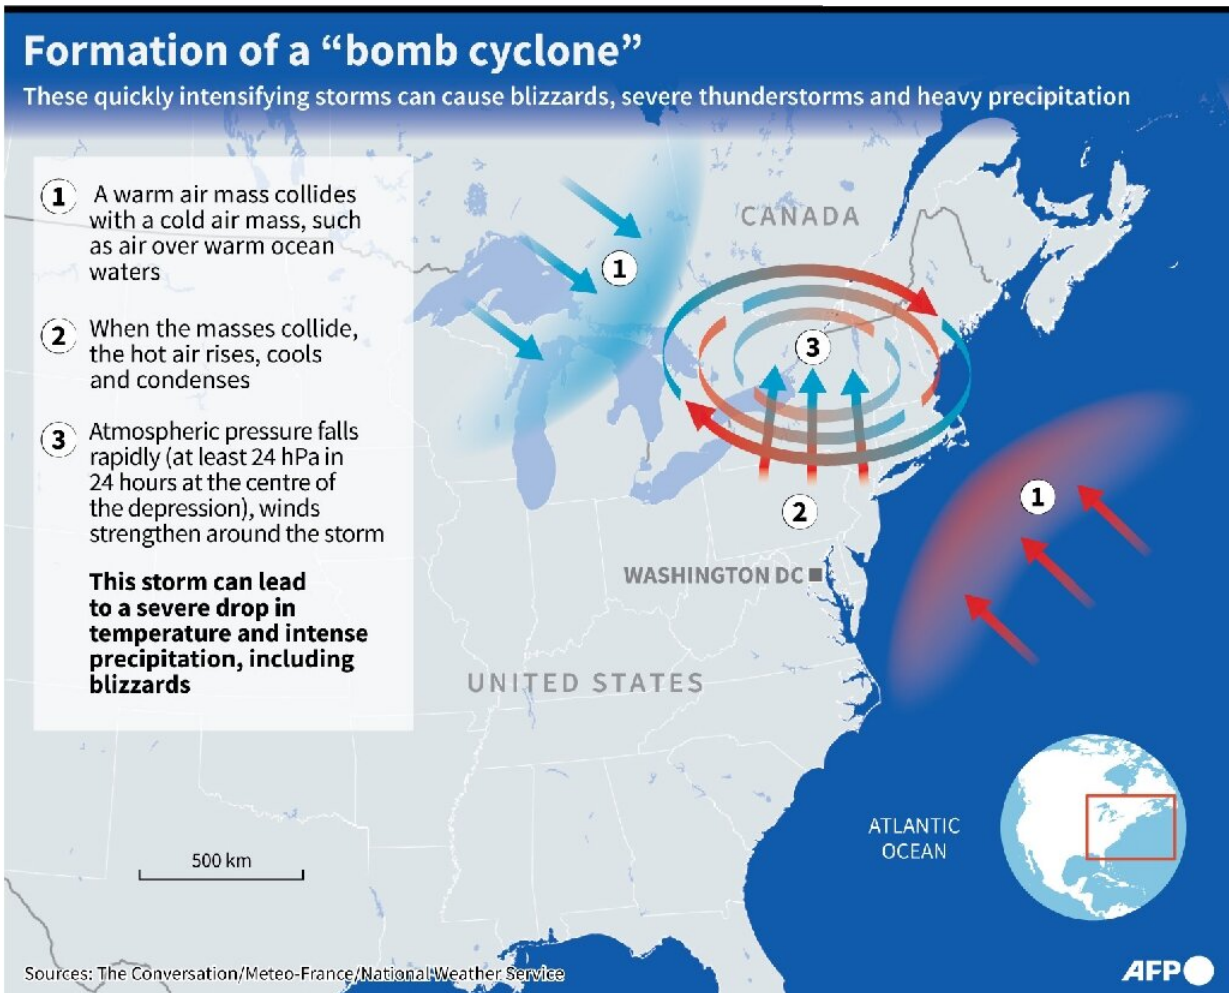 Formation of a “bomb cyclone”
These quickly intensifying storms can cause blizzards, severe thunderstorms and heavy precipitation
1 A warm air mass collides
with a cold air mass, such
as air over warm ocean
waters
2 When the masses collide,
the hot air rises, cools
and condenses
3 Atmospheric pressure falls
rapidly (at least 24 hPa in
24 hours at the centre of
the depression), winds
strengthen around the storm
This storm can lead
to a severe drop in
temperature and intense
precipitation, including
blizzards
CANADA
1
3
1
2
WASHINGTON DC
UNITED STATES
ATLANTIC
OCEAN
500 km
Sources: The Conversation/Meteo-France/National Weather Service
AFP